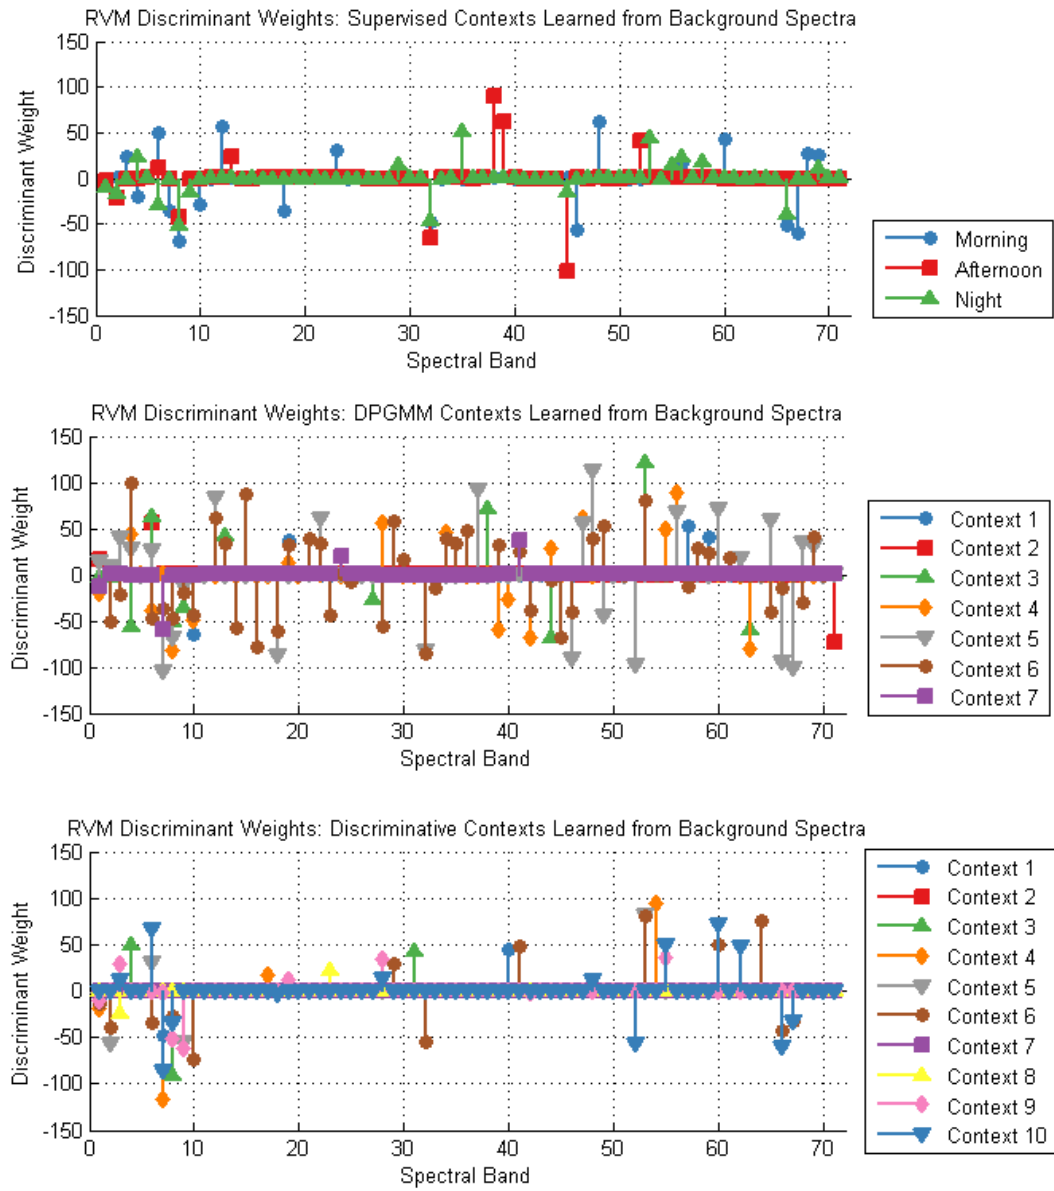 RVM Discriminant Weights: Supervised Contexts Learned from Background Spectra
150
100
50
0
-50
-100
-150
Discriminant Weight
0 10 20 30 40 50 60 70
Spectral Band
Morning
Afternoon
Night
RVM Discriminant Weights: DPGMM Contexts Learned from Background Spectra
150
100
50
0
-50
-100
-150
Discriminant Weight
0 10 20 30 40 50 60 70
Spectral Band
Context 1
Context 2
Context 3
Context 4
Context 5
Context 6
Context 7
RVM Discriminant Weights: Discriminative Contexts Learned from Background Spectra
150
100
50
0
-50
-100
-150
Discriminant Weight
0 10 20 30 40 50 60 70
Spectral Band
Context 1
Context 2
Context 3
Context 4
Context 5
Context 6
Context 7
Context 8
Context 9
Context 10